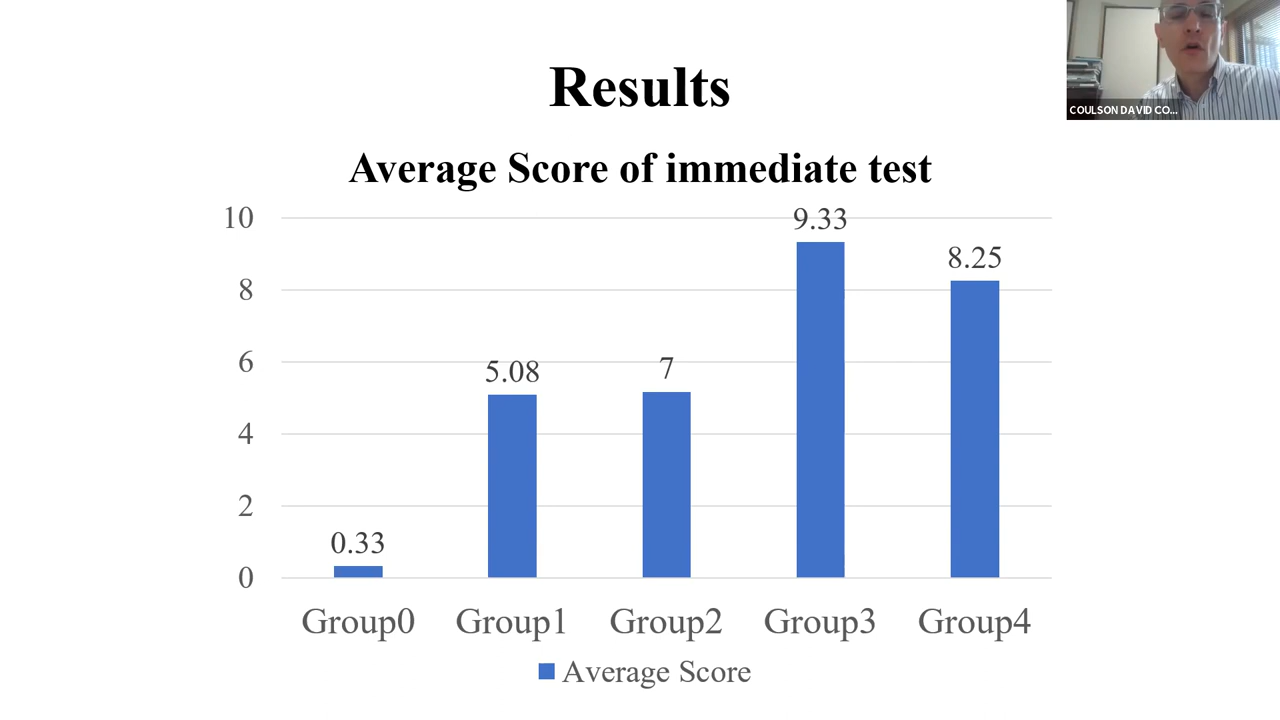 COULSON DAVID CO...
Results
Average Score of immediate test
10
8
6
4
2
0
0.33
5.08
7
9.33
8.25
Group0 Group1 Group2 Group3 Group4
Average Score